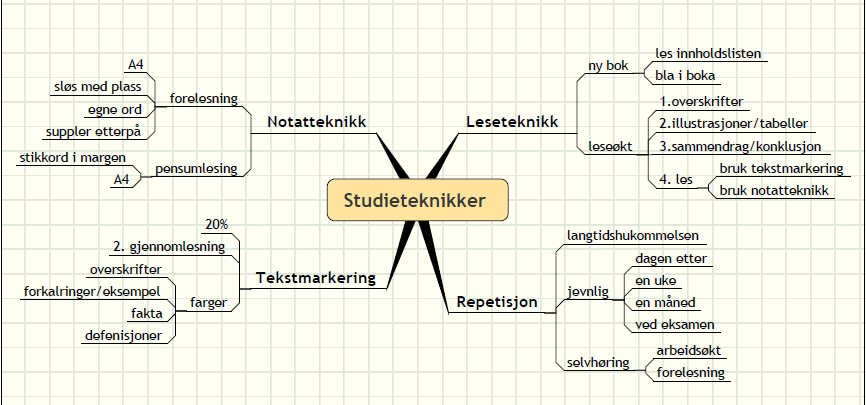 Studieteknikker
Notatteknikk
forelesning
A4
sløs med plass
egne ord
suppler etterpå
pensumlesing
stikkord i margen
A4
Leseteknikk
ny bok
les innholdslisten
bla i boka
leseøkt
1.overskrifter
2.illustrasjoner/tabeller
3.sammendrag/konklusjon
4. les
bruk tekstmarkering
bruk notatteknikk
Tekstmarkering
20%
2. gjennomlesning
farger
overskrifter
forkalringer/eksempel
fakta
defenisjoner
Repetisjon
langtidshukommelsen
jevnlig
dagen etter
en uke
en måned
ved eksamen
selvhøring
arbeidsøkt
forelesning